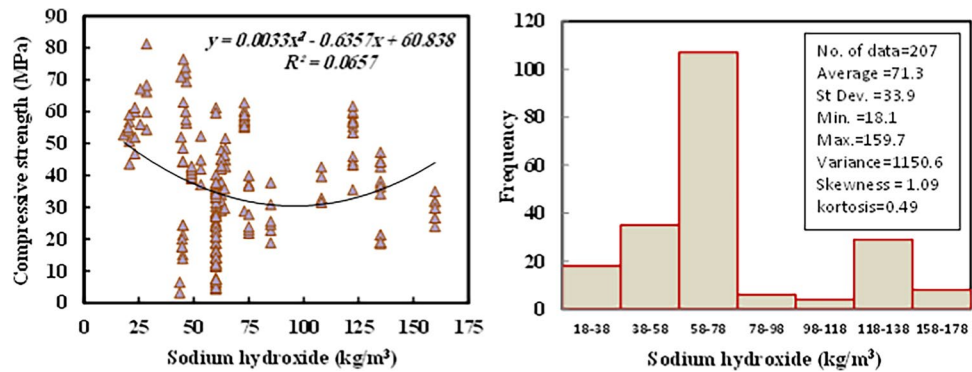 y = 0.0033x² - 0.6357x + 60.838
R² = 0.0657
Compressive strength (MPa)
90
80
70
60
50
40
30
20
10
0
0 25 50 75 100 125 150 175
Sodium hydroxide (kg/m³)
No. of data=207
Average =71.3
St Dev. =33.9
Min. =18.1
Max.=159.7
Variance=1150.6
Skewness = 1.09
kortosis=0.49
Frequency
120
100
80
60
40
20
0
18-38 38-58 58-78 78-98 98-118 118-138 158-178
Sodium hydroxide (kg/m³)